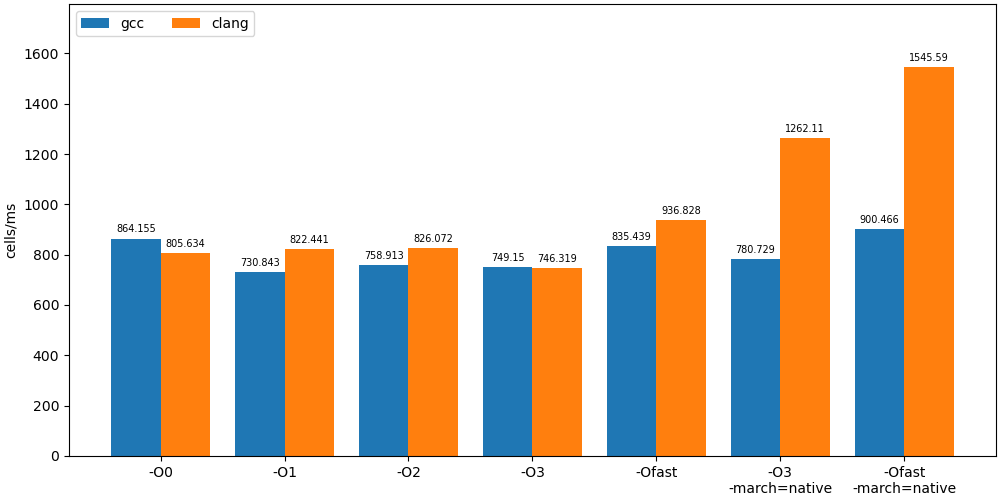 gcc clang
1600
1400
1200
1000
800
600
400
200
0
cells/ms
864.155
805.634
730.843
822.441
758.913
826.072
749.15
746.319
835.439
936.828
780.729
1262.11
900.466
1545.59
-O0
-O1
-O2
-O3
-Ofast
-O3
-march=native
-Ofast
-march=native